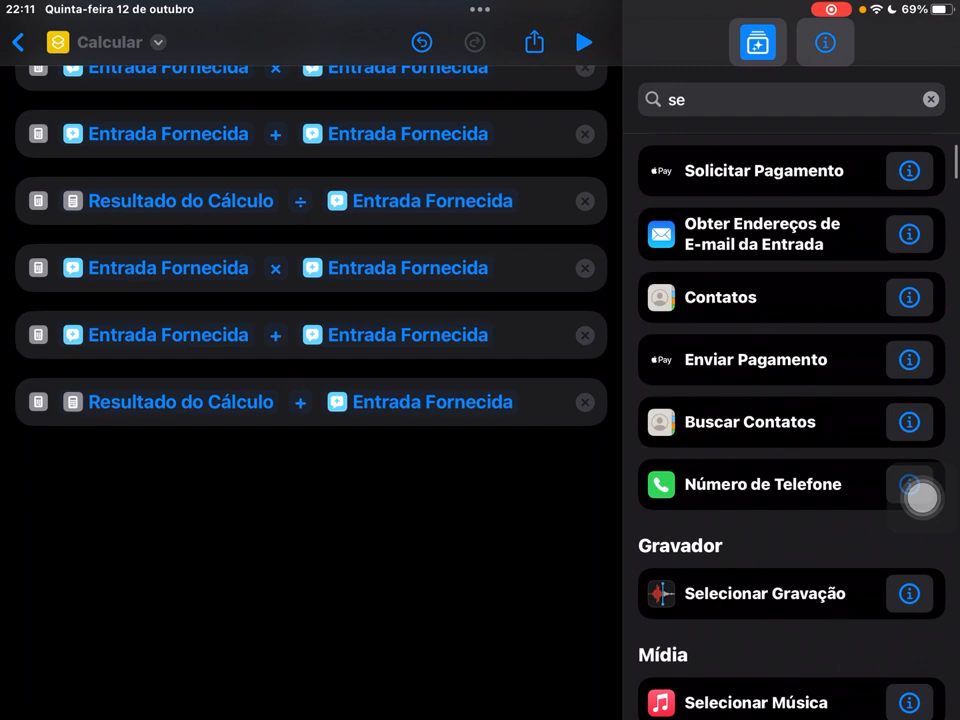 22:11 Quinta-feira 12 de outubro
69%
Calcular
Entrada Fornecida × Entrada Fornecida
Entrada Fornecida + Entrada Fornecida
Resultado do Cálculo ÷ Entrada Fornecida
Entrada Fornecida × Entrada Fornecida
Entrada Fornecida + Entrada Fornecida
Resultado do Cálculo + Entrada Fornecida
se
Pay Solicitar Pagamento
Obter Endereços de
E-mail da Entrada
Contatos
Pay Enviar Pagamento
Buscar Contatos
Número de Telefone
Gravador
Selecionar Gravação
Mídia
Selecionar Música